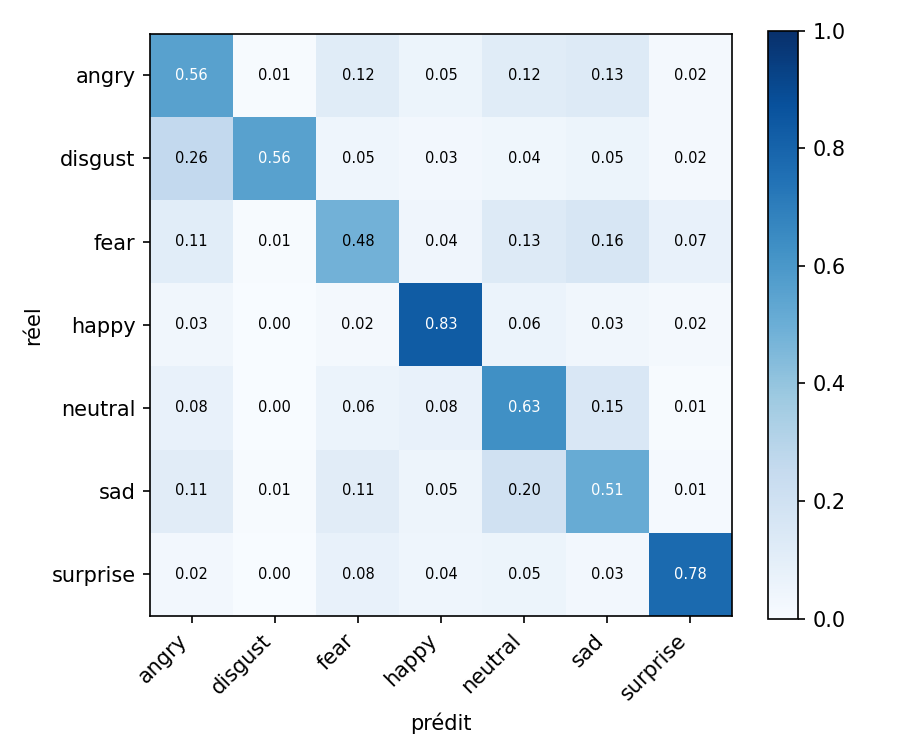 1.0
angry 0.56 0.01 0.12 0.05 0.12 0.13 0.02
disgust 0.26 0.56 0.05 0.03 0.04 0.05 0.02
0.8
fear 0.11 0.01 0.48 0.04 0.13 0.16 0.07
0.6
réel
happy 0.03 0.00 0.02 0.83 0.06 0.03 0.02
0.4
neutral 0.08 0.00 0.06 0.08 0.63 0.15 0.01
sad 0.11 0.01 0.11 0.05 0.20 0.51 0.01
0.2
surprise 0.02 0.00 0.08 0.04 0.05 0.03 0.78
0.0
angry disgust fear happy neutral sad surprise
prédit